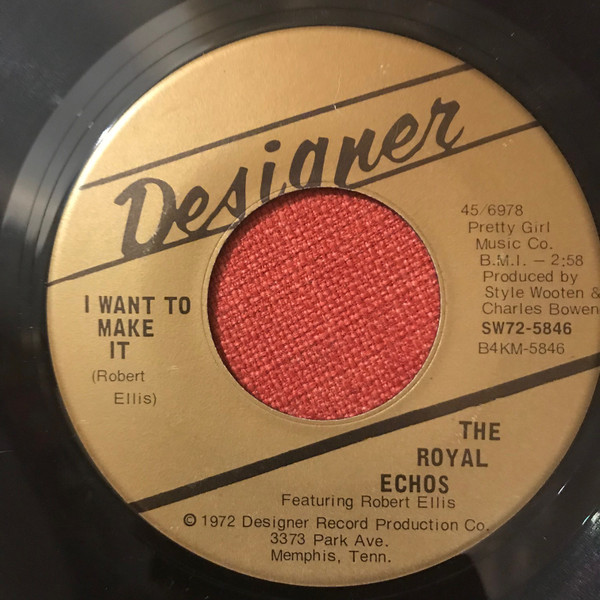 Designer
45/6978
Pretty Girl
Music Co.
B.M.I. — 2:58
Produced by
Style Wooten &
Charles Bowen
SW72-5846
B4KM-5846
I WANT TO
MAKE
IT
(Robert
Ellis)
THE
ROYAL
ECHOS
Featuring Robert Ellis
© 1972 Designer Record Production Co.
3373 Park Ave.
Memphis, Tenn.